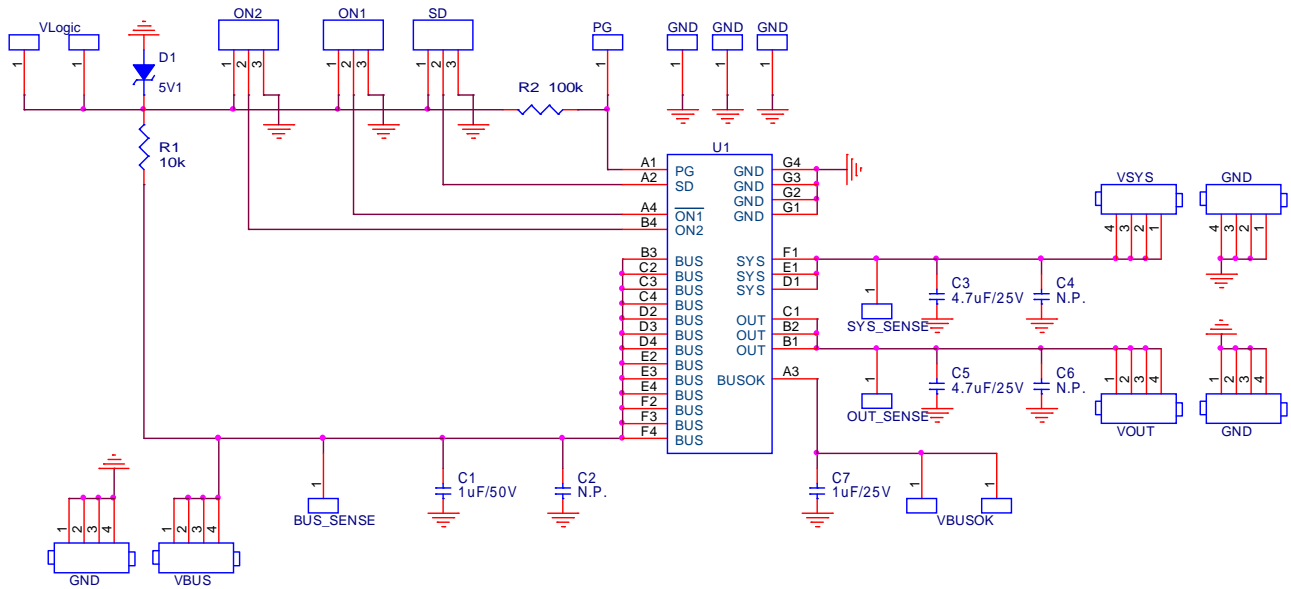 VLogic
ON2
ON1
SD
PG
GND
GND
GND
1
1
D1
5V1
1 2 3
1 2 3
1 2 3
1
1
1
1
R2 100k
R1
10k
U1
A1 PG
A2 SD
A4 ON1
B4 ON2
B3 BUS
C2 BUS
C3 BUS
C4 BUS
D2 BUS
D3 BUS
D4 BUS
E2 BUS
E3 BUS
E4 BUS
F2 BUS
F3 BUS
F4 BUS
GND G4
GND G3
GND G2
GND G1
SYS F1
SYS E1
SYS D1
OUT C1
OUT B2
OUT B1
BUSOK A3
VSYS
GND
4 3 2 1
4 3 2 1
1
SYS_SENSE
C3
4.7uF/25V
C4
N.P.
1
OUT_SENSE
C5
4.7uF/25V
C6
N.P.
1 2 3 4
1 2 3 4
VOUT
GND
1 2 3 4
GND
1 2 3 4
VBUS
1
BUS_SENSE
C1
1uF/50V
C2
N.P.
C7
1uF/25V
1
1
VBUSOK